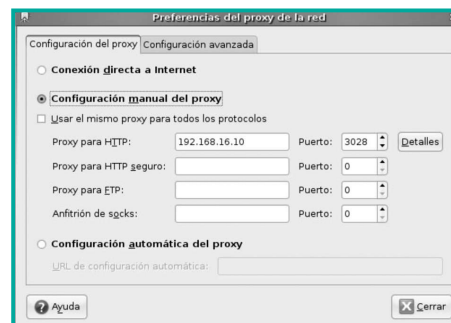 Preferencias del proxy de la red
Configuración del proxy Configuración avanzada
Conexión directa a Internet
Configuración manual del proxy
Usar el mismo proxy para todos los protocolos
Proxy para HTTP: 192.168.16.10 Puerto: 3028 Detalles
Proxy para HTTP seguro: Puerto: 0
Proxy para FTP: Puerto: 0
Anfitrión de socks: Puerto: 0
Configuración automática del proxy
URL de configuración automática:
Ayuda Cerrar